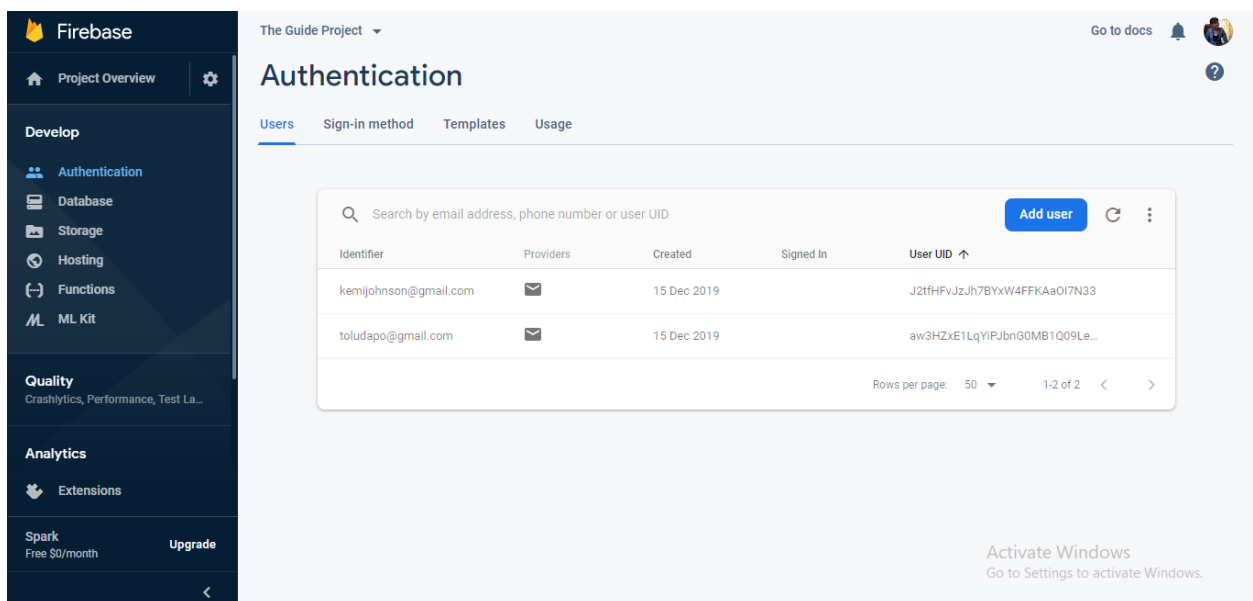 Firebase
Project Overview
Develop
Authentication
Database
Storage
Hosting
Functions
ML Kit
Quality
Crashlytics, Performance, Test La...
Analytics
Extensions
Spark
Free $0/month
Upgrade
The Guide Project
Go to docs
Authentication
Users Sign-in method Templates Usage
Search by email address, phone number or user UID Add user
Identifier Providers Created Signed In User UID
kemijohnson@gmail.com 15 Dec 2019 J2tfHFvJzJh7BYxW4FFKAaOI7N33
toludapo@gmail.com 15 Dec 2019 aw3HZxE1LqYiPJbnG0MB1Q09Le...
Rows per page: 50 1-2 of 2
Activate Windows
Go to Settings to activate Windows.